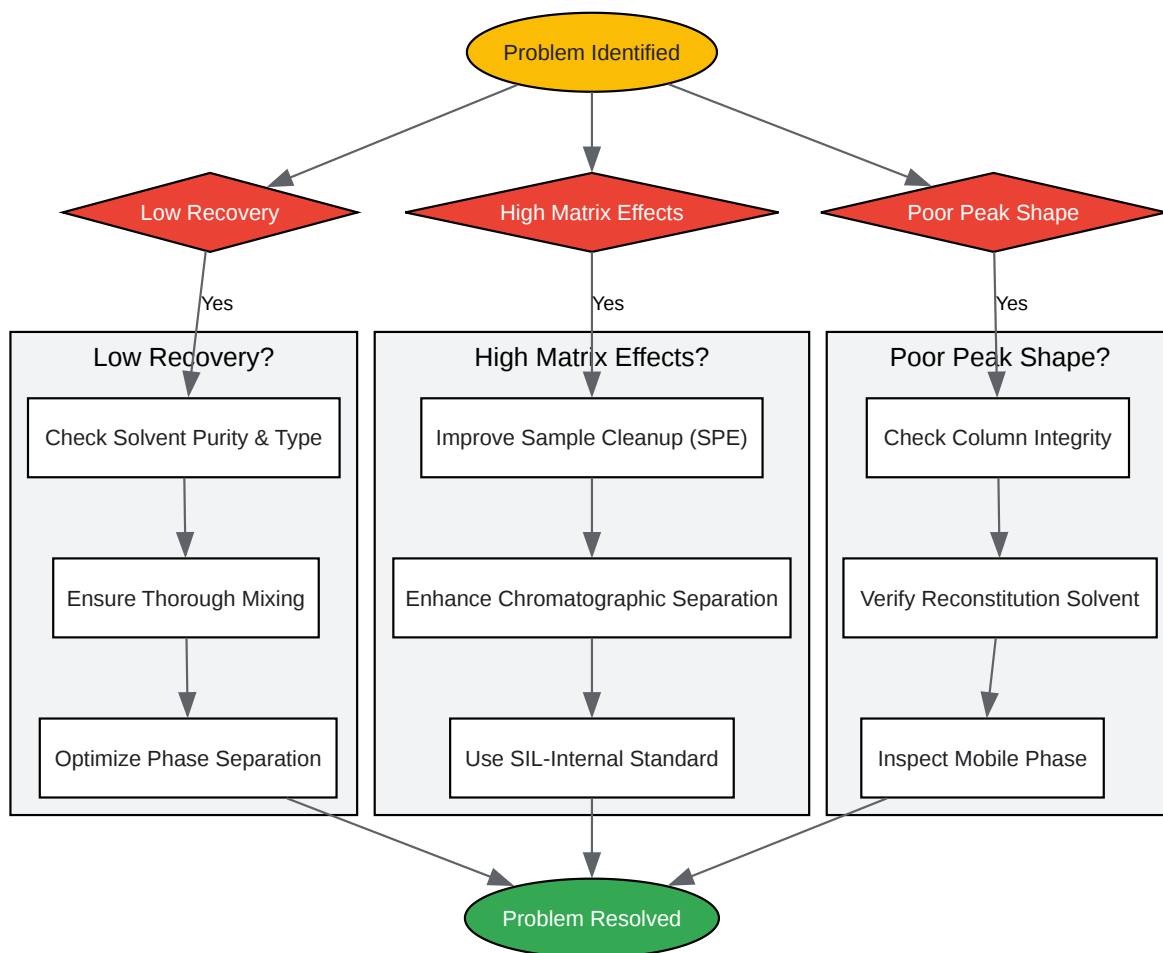 Problem Identified
Low Recovery
High Matrix Effects
Poor Peak Shape
Yes
Yes
Yes
Low Recovery?
High Matrix Effects?
Poor Peak Shape?
Check Solvent Purity & Type
Improve Sample Cleanup (SPE)
Check Column Integrity
Ensure Thorough Mixing
Enhance Chromatographic Separation
Verify Reconstitution Solvent
Optimize Phase Separation
Use SIL-Internal Standard
Inspect Mobile Phase
Problem Resolved